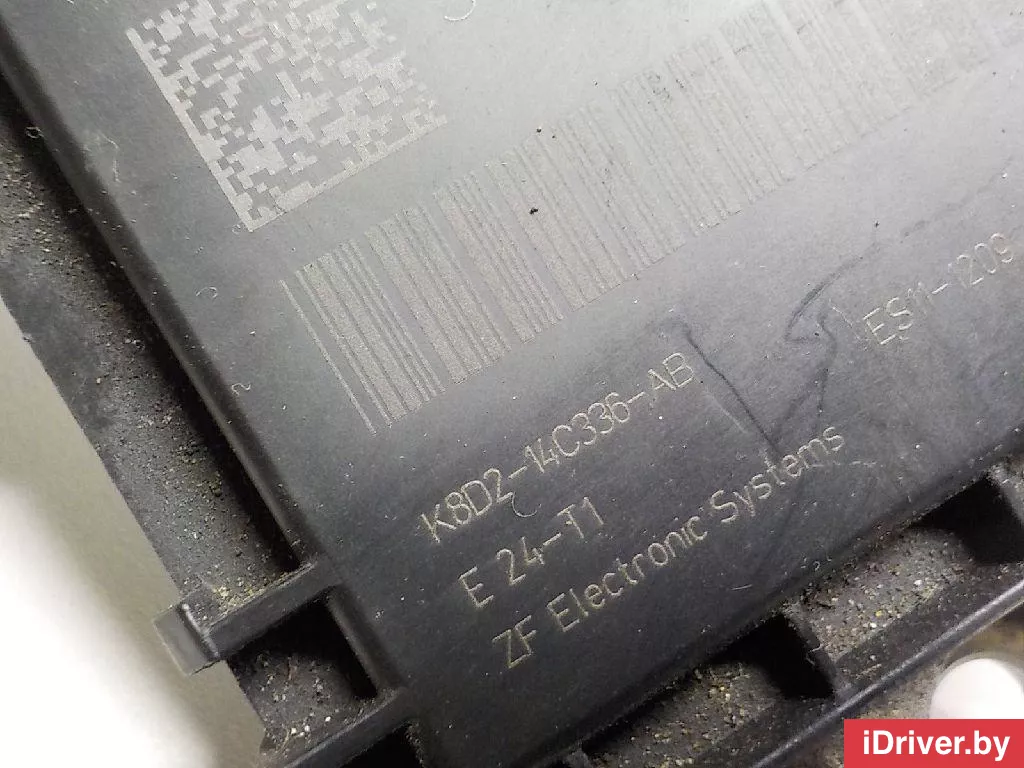 K8D2-14C336-AB
ES11-1209
E 24-T1
ZF Electronic Systems
iDriver.by